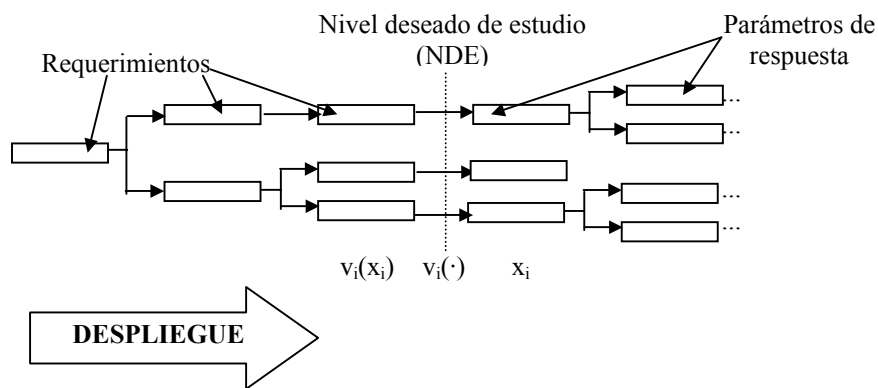 Nivel deseado de estudio
(NDE)
Parámetros de
respuesta
Requerimientos
...
...
...
...
vi(xi)
vi(·)
xi
DESPLIEGUE